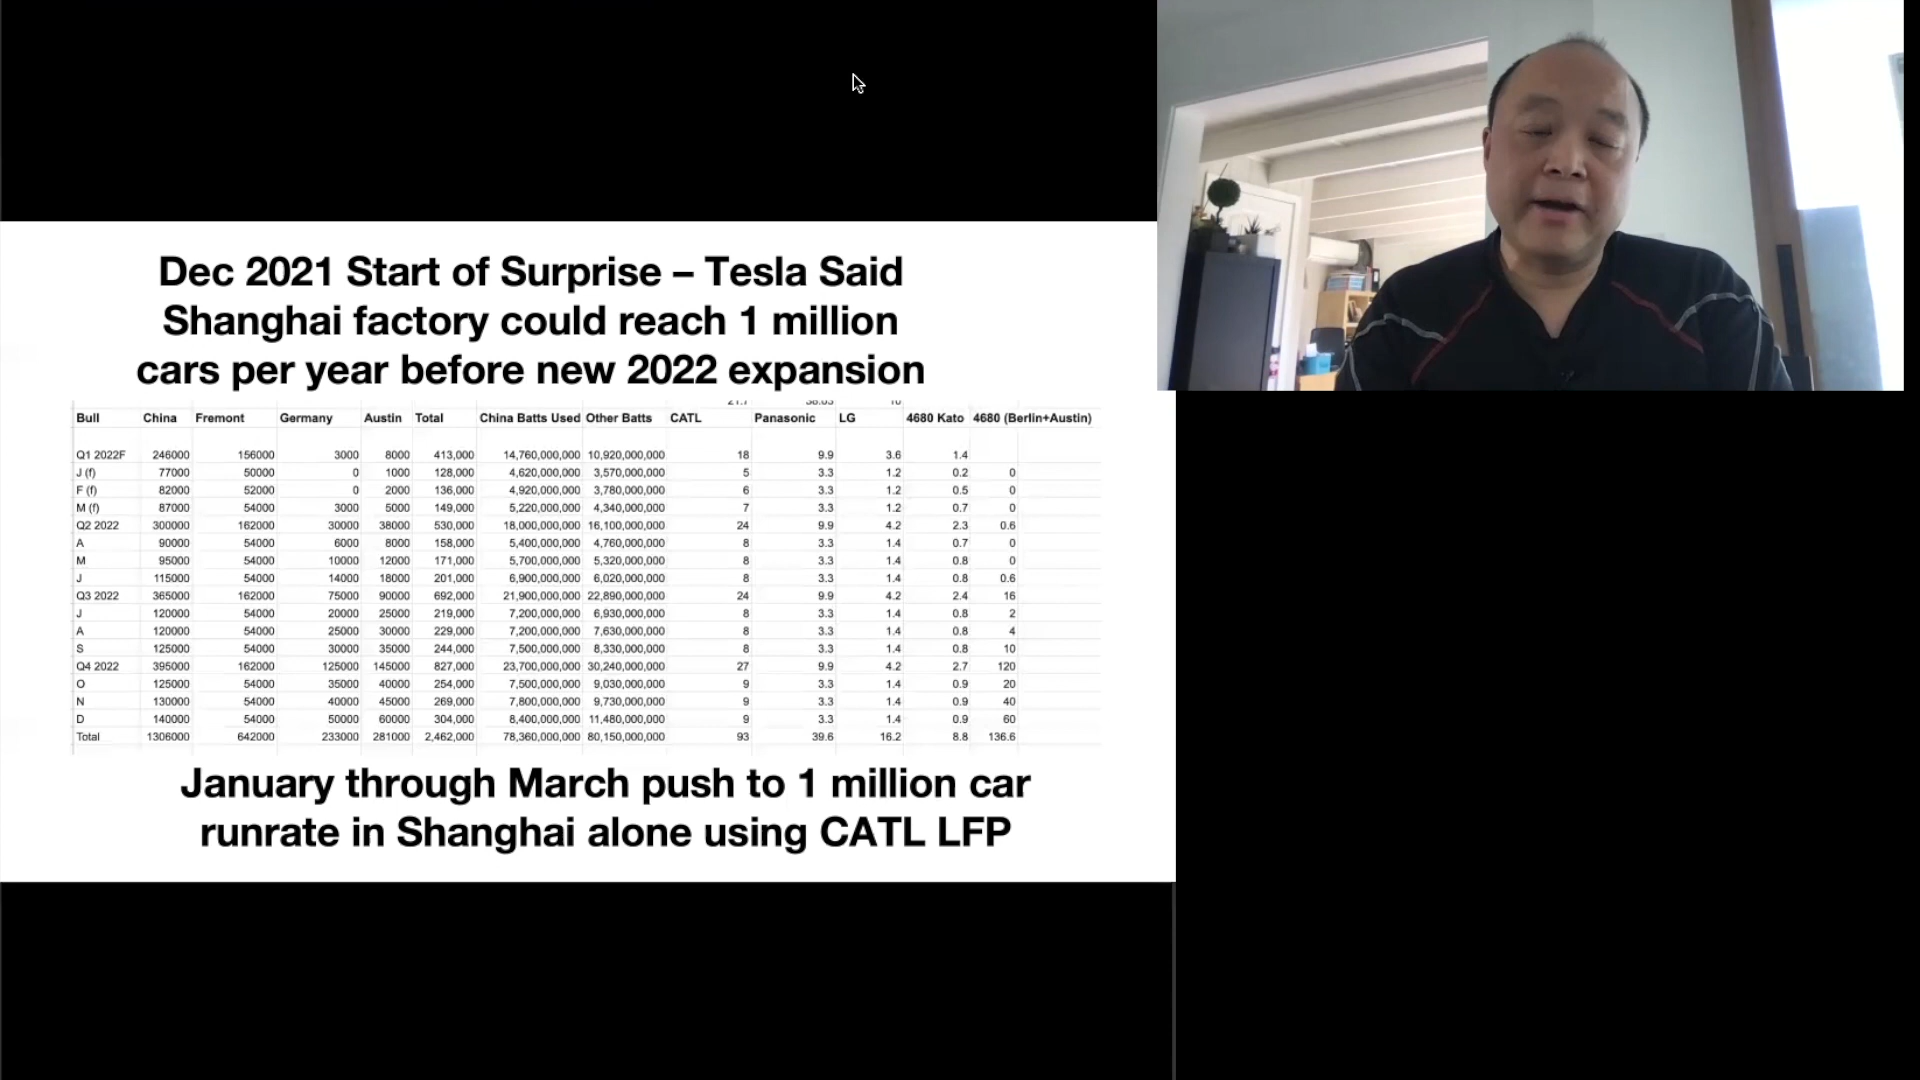 Dec 2021 Start of Surprise – Tesla Said
Shanghai factory could reach 1 million
cars per year before new 2022 expansion
Bull China Fremont Germany Austin Total China Batts Used Other Batts CATL Panasonic LG 4680 Kato 4680 (Berlin+Austin)
Q1 2022F 246000 156000 3000 8000 413,000 14,760,000,000 10,920,000,000 18 9.9 3.6 1.4
J (f) 77000 50000 0 1000 128,000 4,620,000,000 3,570,000,000 5 3.3 1.2 0.2 0
F (f) 82000 52000 0 2000 136,000 4,920,000,000 3,780,000,000 6 3.3 1.2 0.5 0
M (f) 87000 54000 3000 5000 149,000 5,220,000,000 4,340,000,000 7 3.3 1.2 0.7 0
Q2 2022 300000 162000 30000 38000 530,000 18,000,000,000 16,100,000,000 24 9.9 4.2 2.3 0.6
A 90000 54000 6000 8000 158,000 5,400,000,000 4,760,000,000 8 3.3 1.4 0.7 0
M 95000 54000 10000 12000 171,000 5,700,000,000 5,320,000,000 8 3.3 1.4 0.8 0
J 115000 54000 14000 18000 201,000 6,900,000,000 6,020,000,000 8 3.3 1.4 0.8 0.6
Q3 2022 365000 162000 75000 90000 692,000 21,900,000,000 22,890,000,000 24 9.9 4.2 2.4 16
J 120000 54000 20000 25000 219,000 7,200,000,000 6,930,000,000 8 3.3 1.4 0.8 2
A 120000 54000 25000 30000 229,000 7,200,000,000 7,630,000,000 8 3.3 1.4 0.8 4
S 125000 54000 30000 35000 244,000 7,500,000,000 8,330,000,000 8 3.3 1.4 0.8 10
Q4 2022 395000 162000 125000 145000 827,000 23,700,000,000 30,240,000,000 27 9.9 4.2 2.7 120
O 125000 54000 35000 40000 254,000 7,500,000,000 9,030,000,000 9 3.3 1.4 0.9 20
N 130000 54000 40000 45000 269,000 7,800,000,000 9,730,000,000 9 3.3 1.4 0.9 40
D 140000 54000 50000 60000 304,000 8,400,000,000 11,480,000,000 9 3.3 1.4 0.9 60
Total 1306000 642000 233000 281000 2,462,000 78,360,000,000 80,150,000,000 93 39.6 16.2 8.8 136.6
January through March push to 1 million car
runrate in Shanghai alone using CATL LFP